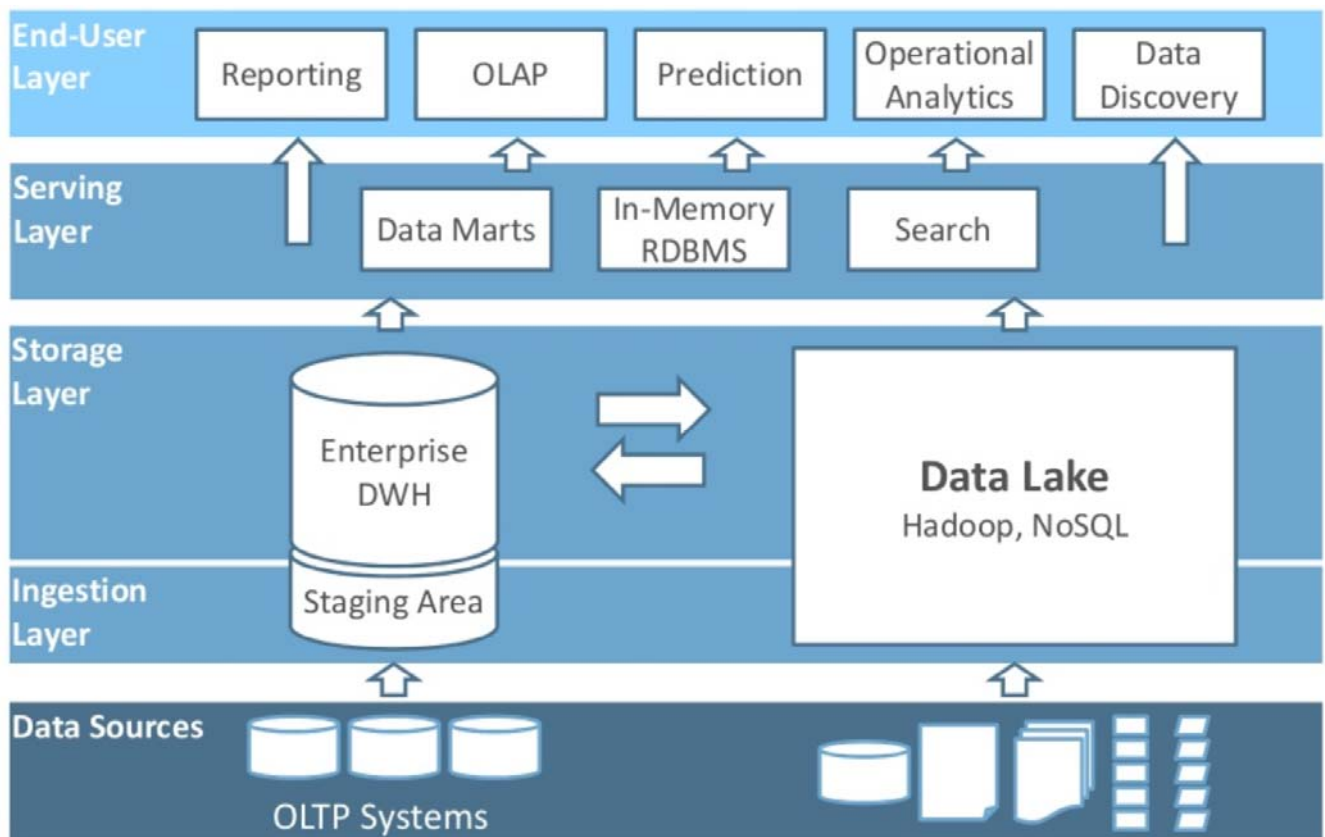 End-User
Layer
Reporting
OLAP
Prediction
Operational
Analytics
Data
Discovery
Serving
Layer
Data Marts
In-Memory
RDBMS
Search
Storage
Layer
Enterprise
DWH
Data Lake
Hadoop, NoSQL
Ingestion
Layer
Staging Area
Data Sources
OLTP Systems